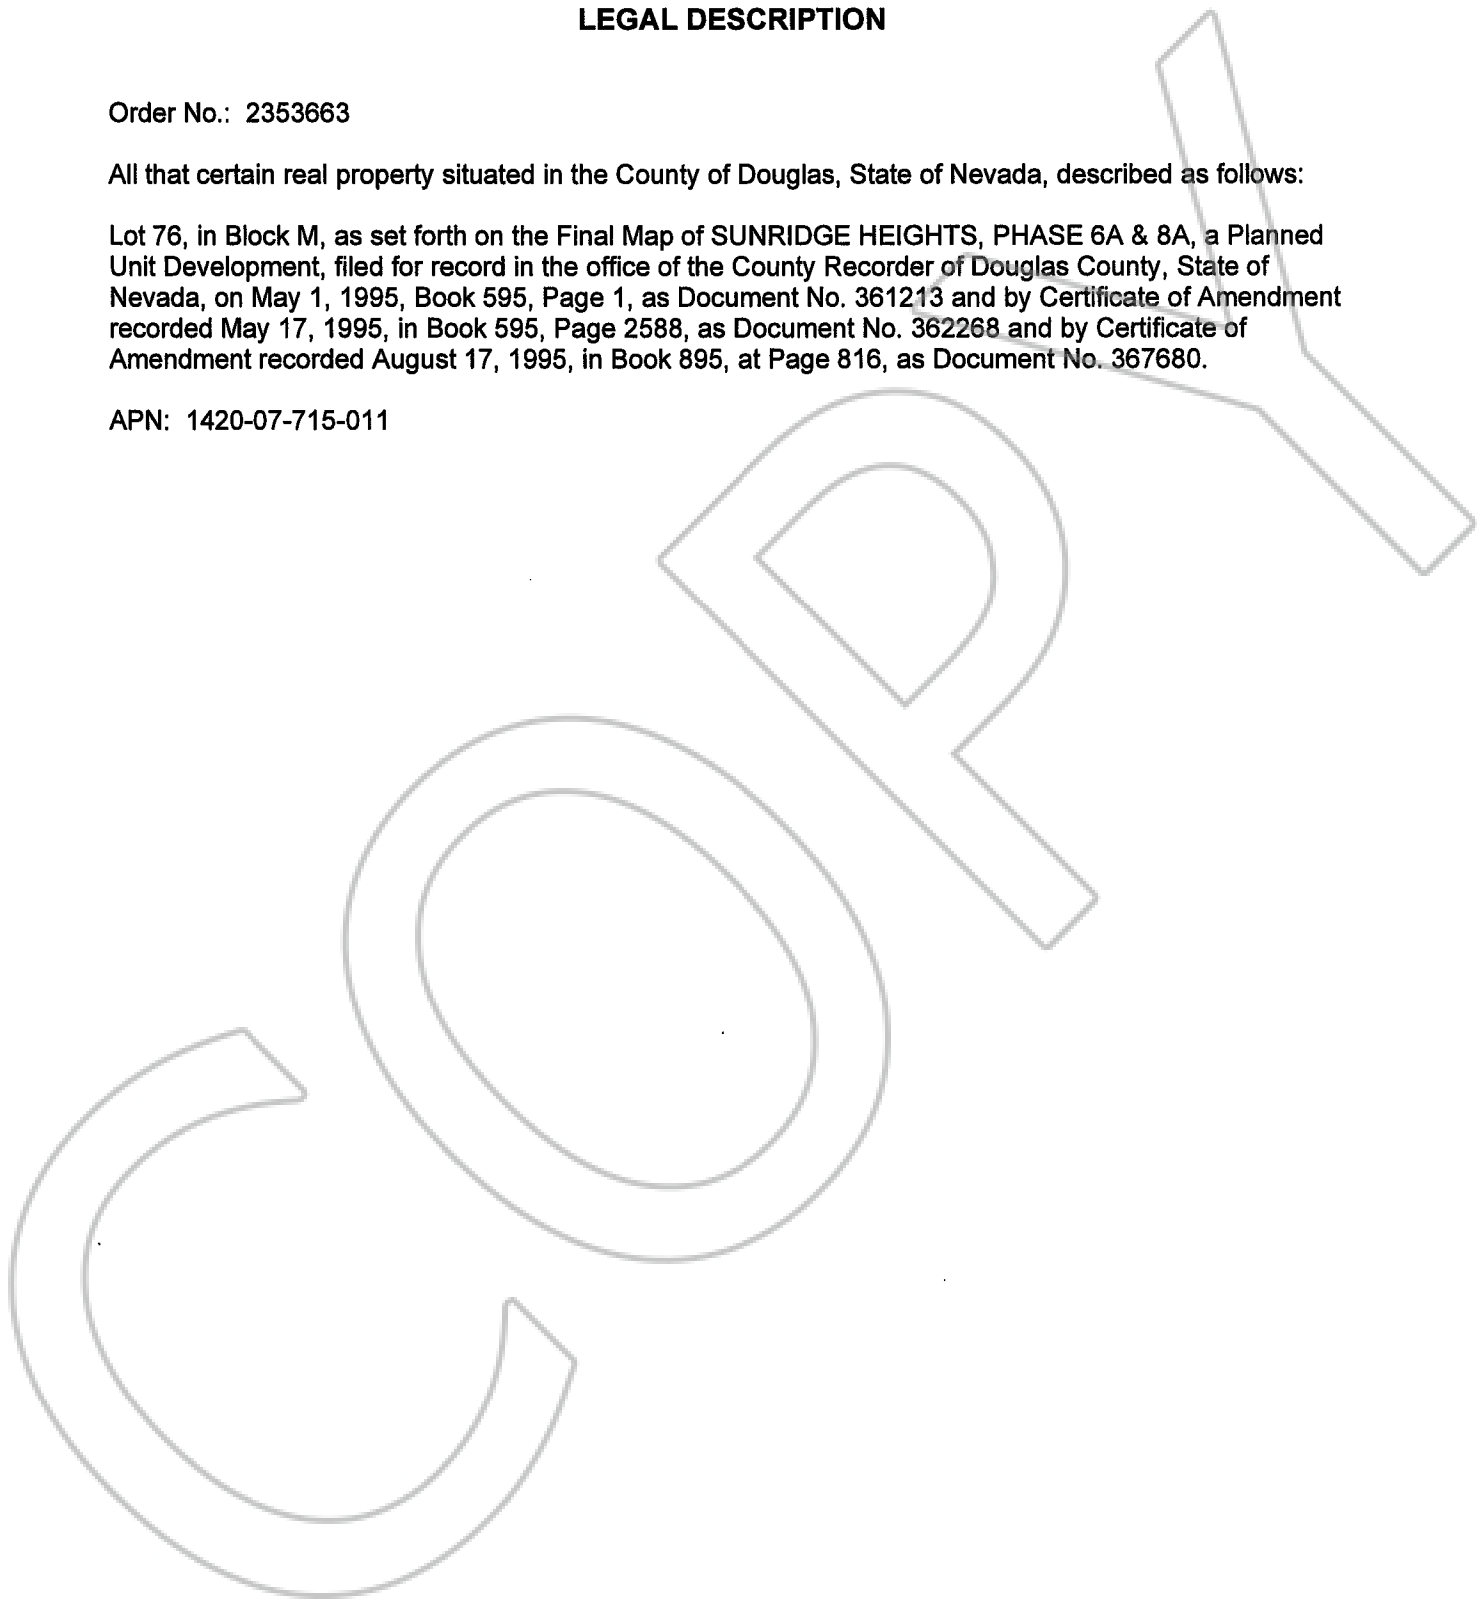 LEGAL DESCRIPTION
Order No.: 2353663
All that certain real property situated in the County of Douglas, State of Nevada, described as follows:
Lot 76, in Block M, as set forth on the Final Map of SUNRIDGE HEIGHTS, PHASE 6A & 8A, a Planned
Unit Development, filed for record in the office of the County Recorder of Douglas County, State of
Nevada, on May 1, 1995, Book 595, Page 1, as Document No. 361213 and by Certificate of Amendment
recorded May 17, 1995, in Book 595, Page 2588, as Document No. 362268 and by Certificate of
Amendment recorded August 17, 1995, in Book 895, at Page 816, as Document No. 367680.
APN: 1420-07-715-011
COPY